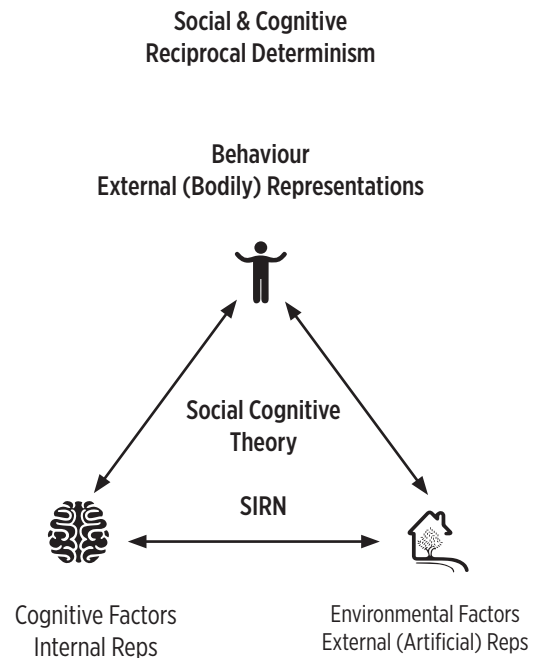 Social & Cognitive
Reciprocal Determinism
Behaviour
External (Bodily) Representations
Social Cognitive
Theory
SIRN
Cognitive Factors
Internal Reps
Environmental Factors
External (Artificial) Reps